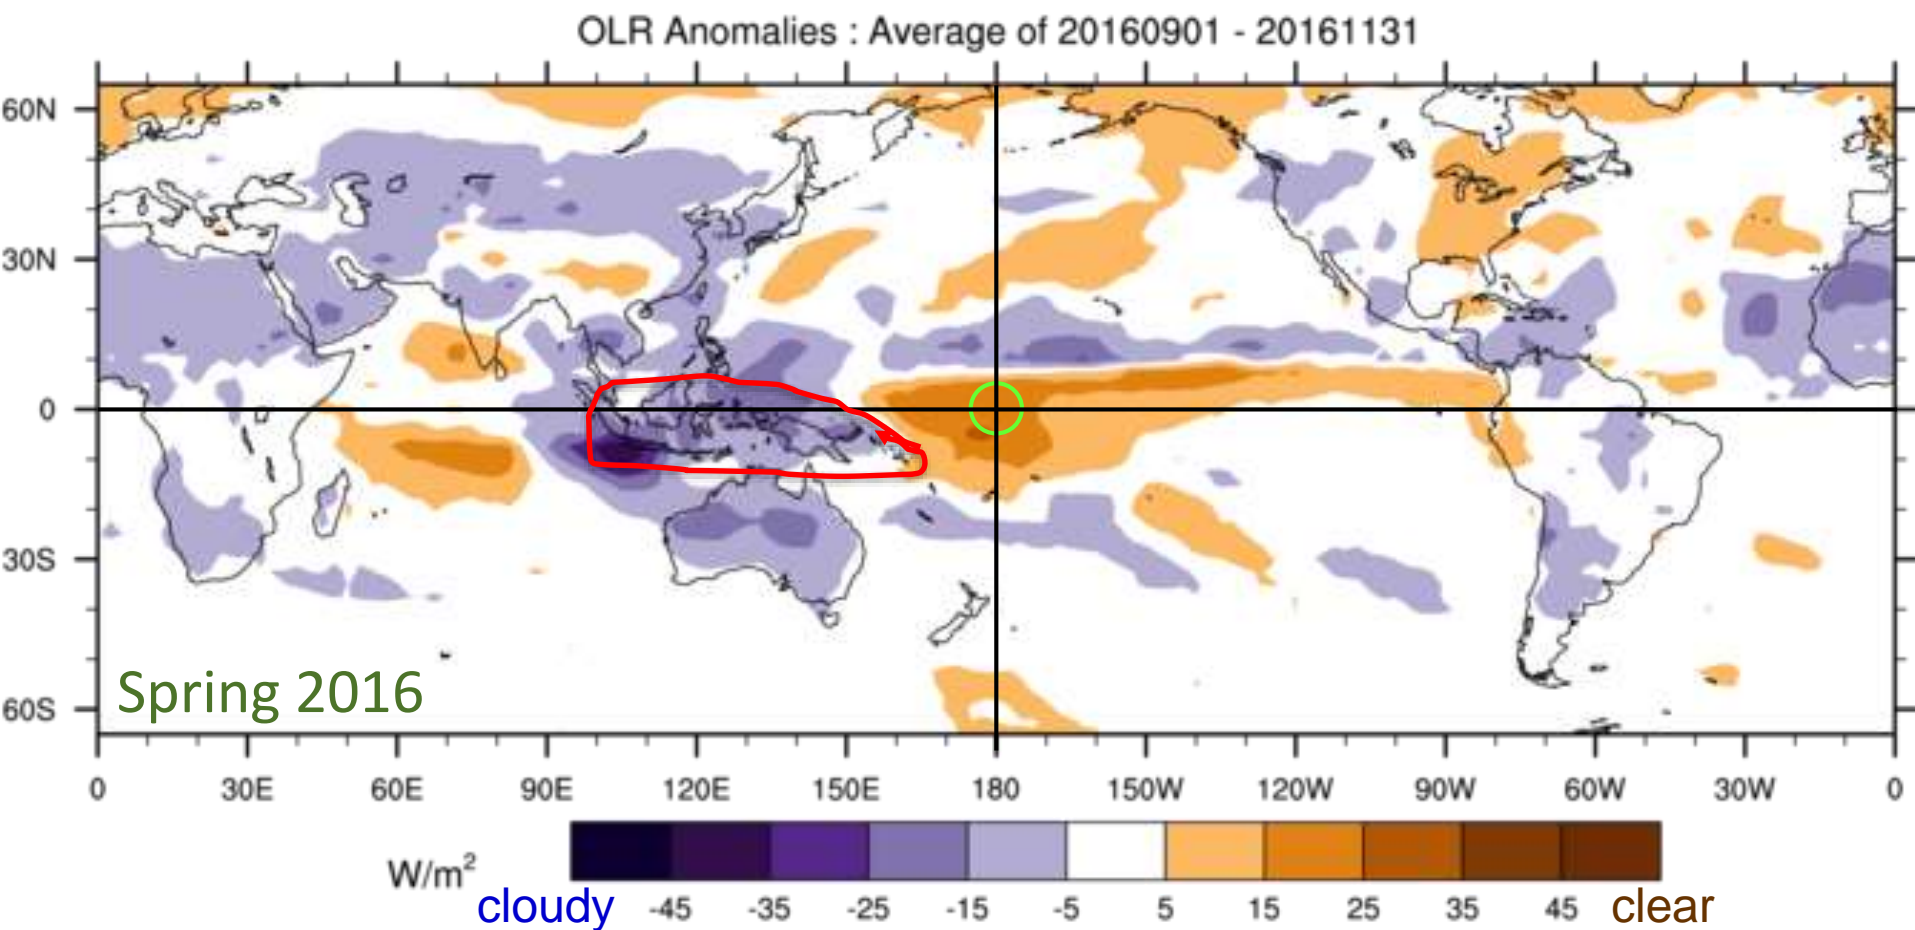 OLR Anomalies : Average of 20160901 - 20161131
60N
30N
0
30S
60S
Spring 2016
0 30E 60E 90E 120E 150E 180 150W 120W 90W 60W 30W 0
W/m²
cloudy -45 -35 -25 -15 -5 5 15 25 35 45 clear